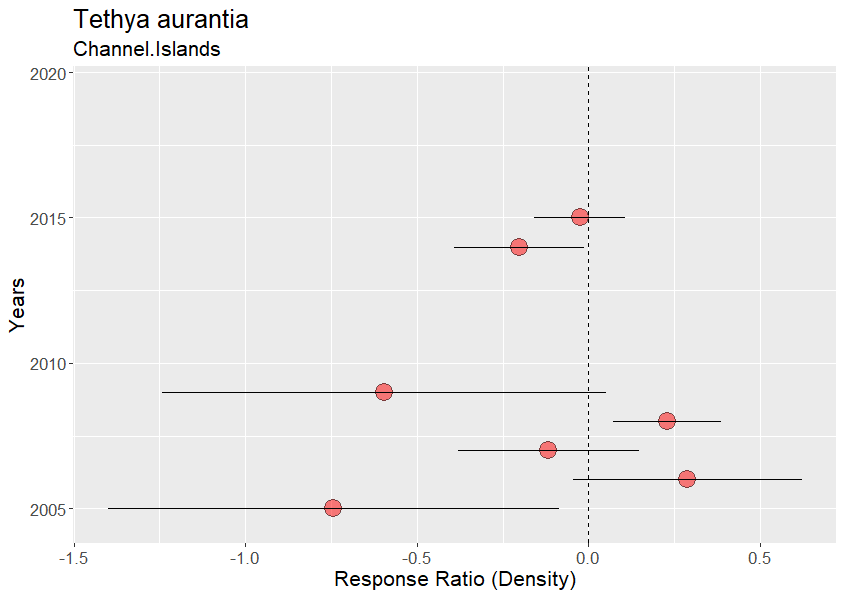 Tethya aurantia
Channel.Islands
2020
2015
2010
2005
Years
-1.5 -1.0 -0.5 0.0 0.5
Response Ratio (Density)